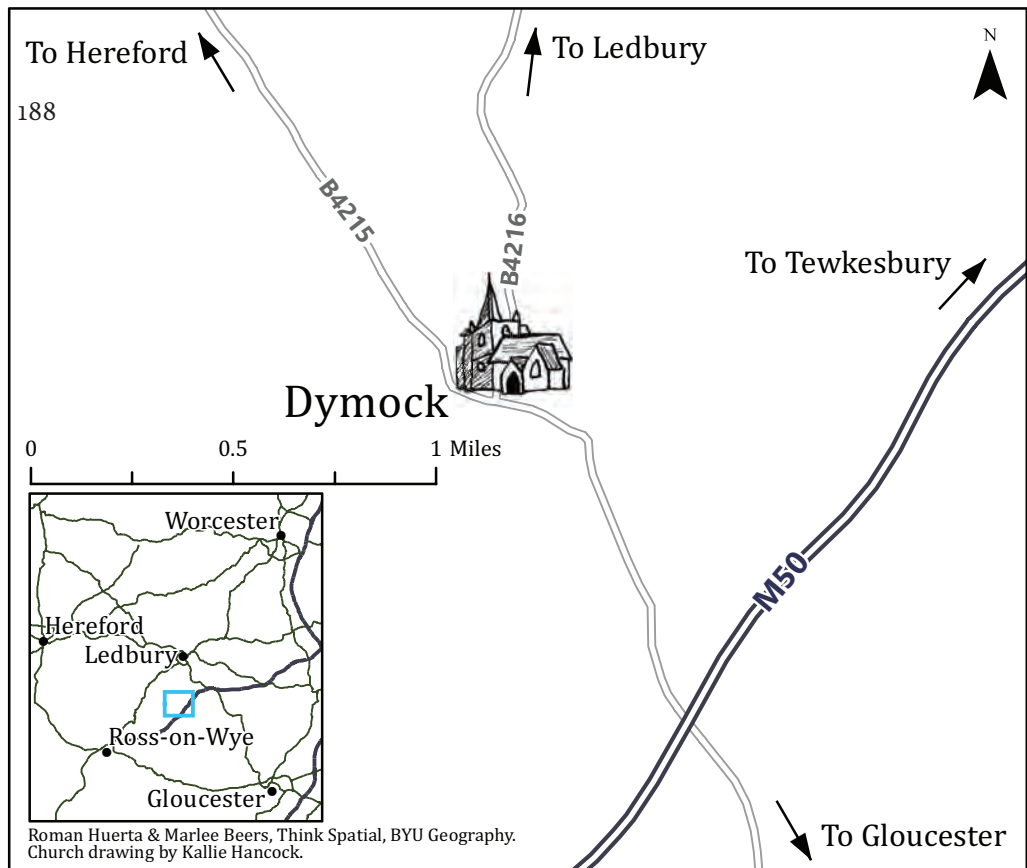 To Hereford
To Ledbury
N
188
B4215
B4216
To Tewkesbury
Dymock
0 0.5 1 Miles
M50
Worcester
Hereford
Ledbury
Ross-on-Wye
Gloucester
To Gloucester
Roman Huerta & Marlee Beers, Think Spatial, BYU Geography.
Church drawing by Kallie Hancock.